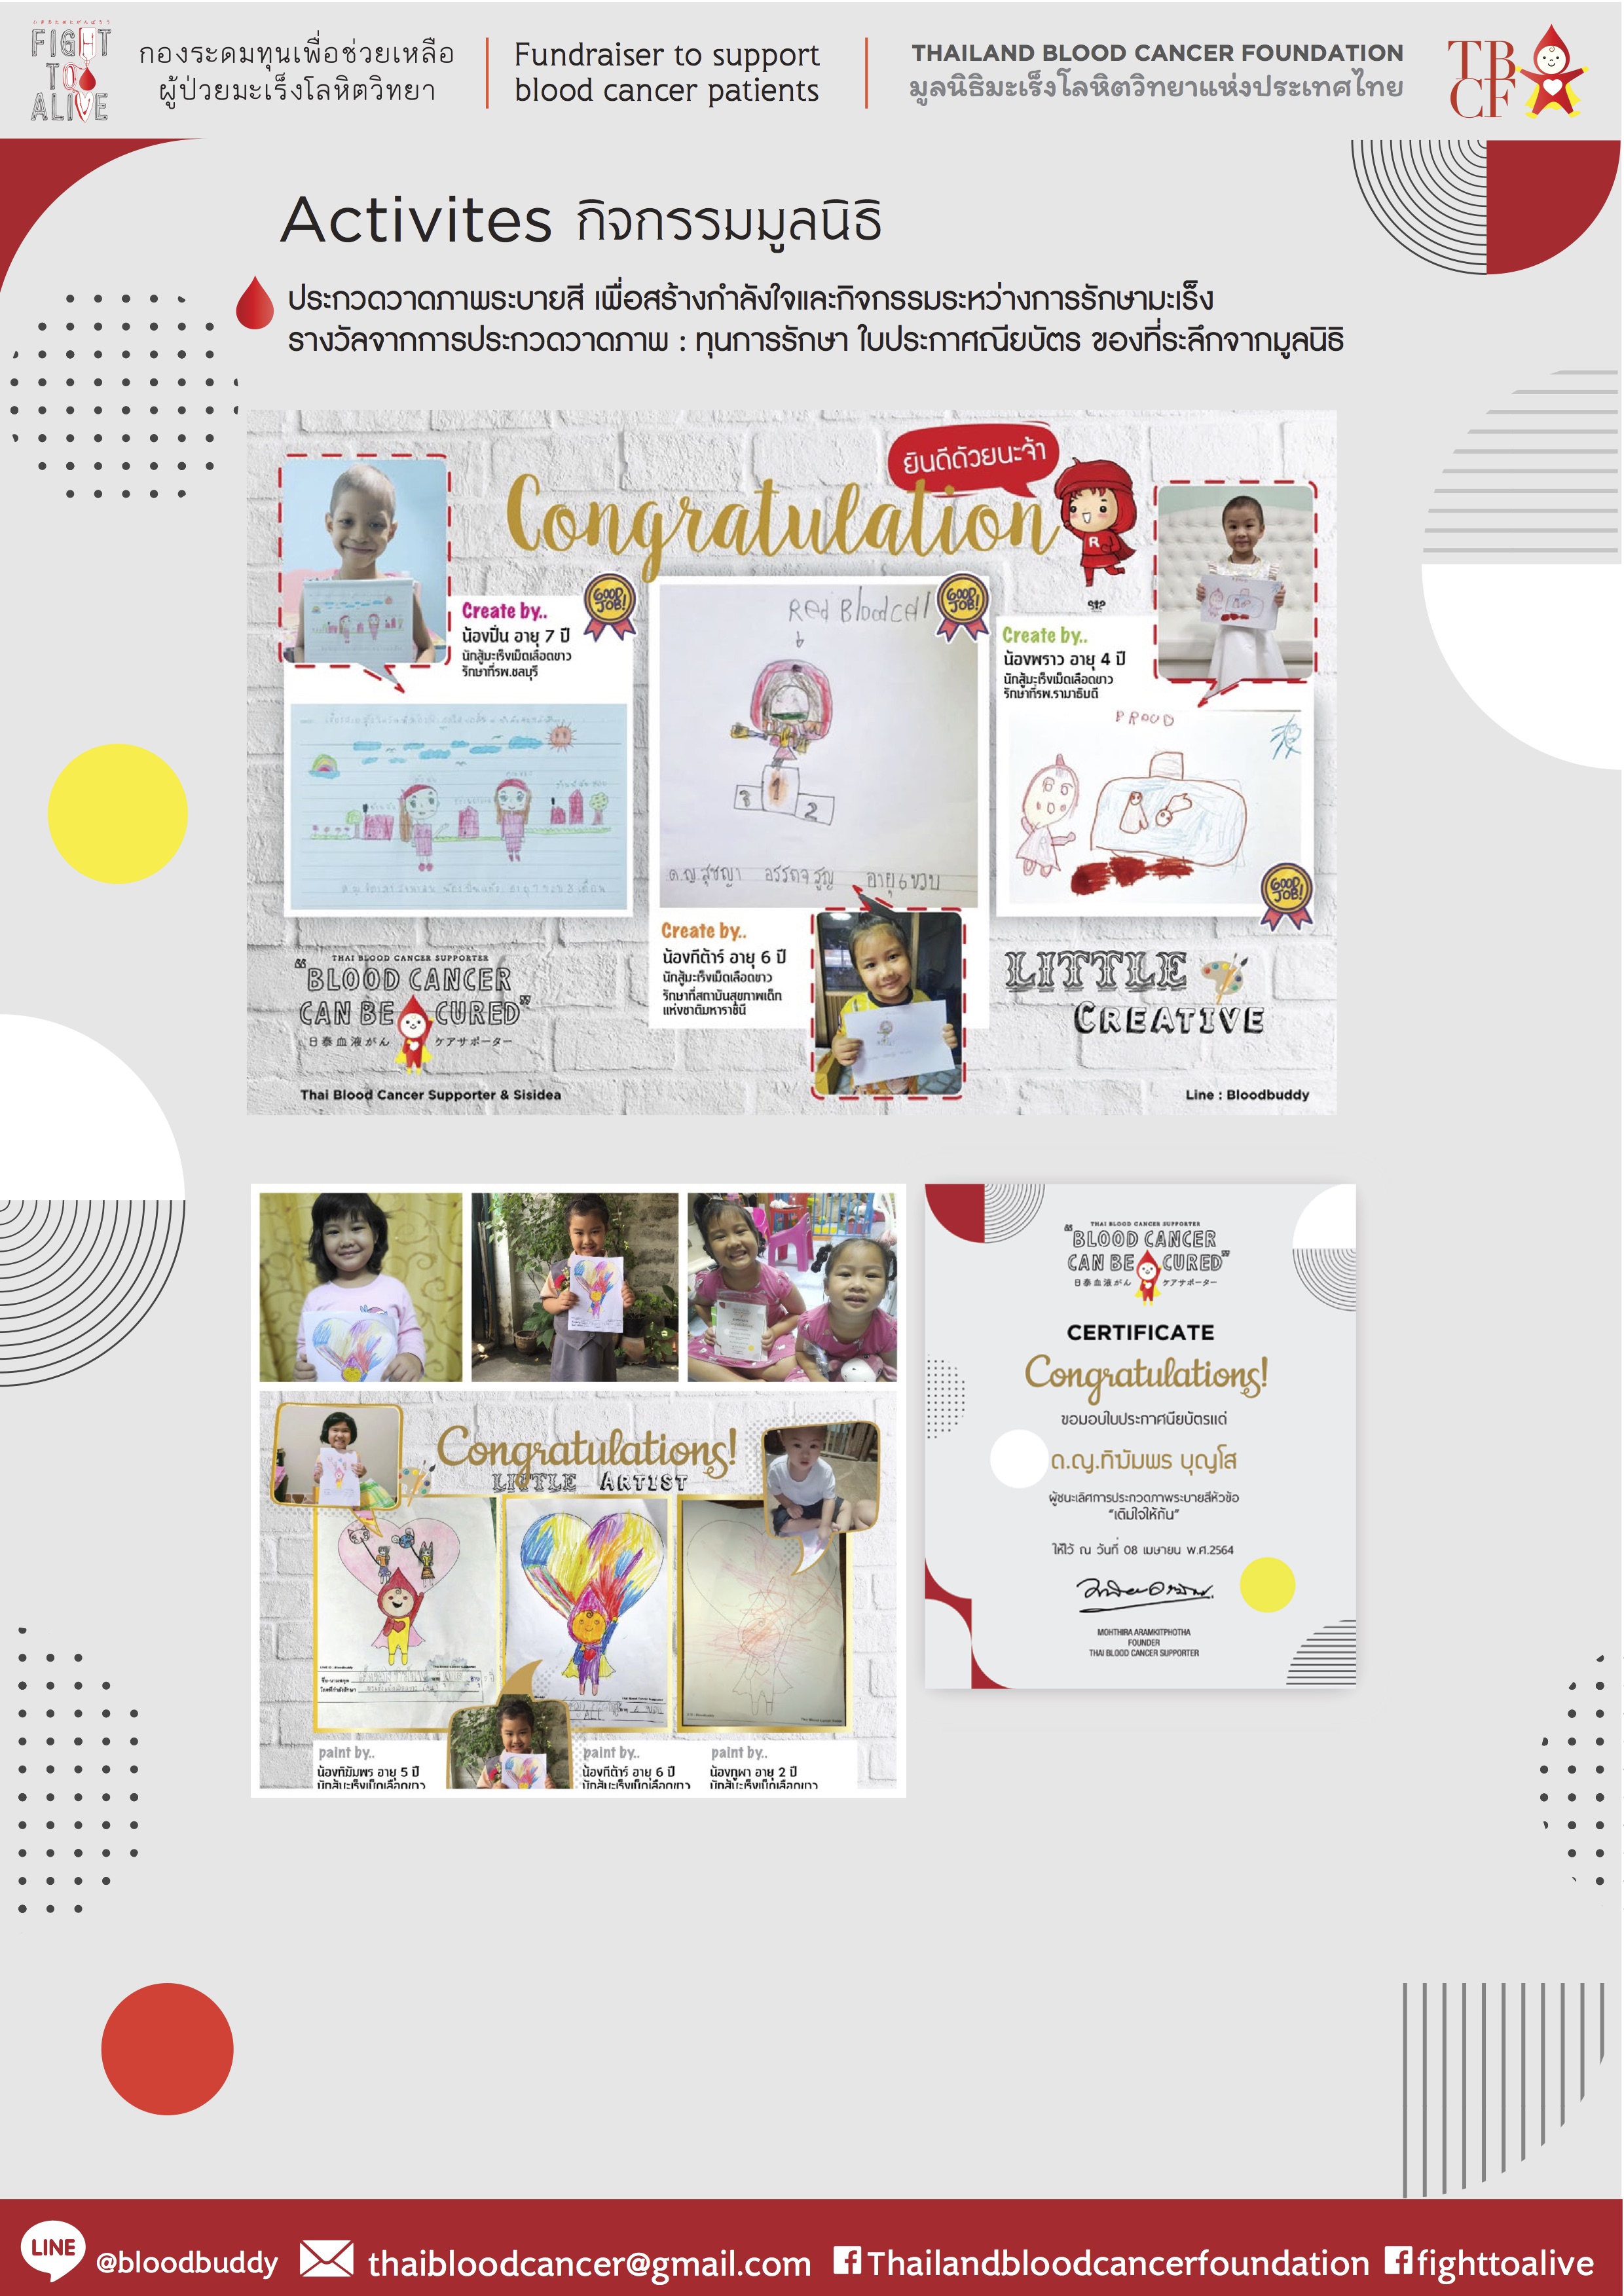 FIGHT
TO
ALIVE
กองระดมทุนเพื่อช่วยเหลือ
ผู้ป่วยมะเร็งโลหิตวิทยา
Fundraiser to support
blood cancer patients
THAILAND BLOOD CANCER FOUNDATION
มูลนิธิมะเร็งโลหิตวิทยาแห่งประเทศไทย
TB
CF
Activites กิจกรรมมูลนิธิ
ประกวดวาดภาพระบายสี เพื่อสร้างกำลังใจและกิจกรรมระหว่างการรักษามะเร็ง
รางวัลจากการประกวดวาดภาพ : ทุนการรักษา ใบประกาศณียบัตร ของที่ระลึกจากมูลนิธิ
ยินดีด้วยนะจ้า
Congratulation
R
GOOD JOB!
Create by..
น้องปิ่น อายุ 7 ปี
นักสู้มะเร็งเม็ดเลือดขาว
รักษาที่รพ.ชลบุรี
Red Bloodcell
GOOD JOB!
1
2
3
ด.ญ.สุชญา
อายุ 6 ขวบ
Create by..
น้องพราว อายุ 4 ปี
นักสู้มะเร็งเม็ดเลือดขาว
รักษาที่รพ.รามาธิบดี
PROUD
GOOD JOB!
Create by..
น้องกีต้าร์ อายุ 6 ปี
นักสู้มะเร็งเม็ดเลือดขาว
รักษาที่สถาบันสุขภาพเด็ก
แห่งชาติมหาราชินี
THAI BLOOD CANCER SUPPORTER
"BLOOD CANCER
CAN BE CURED"
日泰血液がん ケアサポーター
Thai Blood Cancer Supporter & Sisidea
LITTLE
CREATIVE
Line : Bloodbuddy
Congratulations!
LITTLE ARTIST
paint by..
น้องทิฆัมพร อายุ 5 ปี
นักสู้มะเร็งเม็ดเลือดขาว
paint by..
น้องกีต้าร์ อายุ 6 ปี
นักสู้มะเร็งเม็ดเลือดขาว
paint by..
น้องภูผา อายุ 2 ปี
นักสู้มะเร็งเม็ดเลือดขาว
THAI BLOOD CANCER SUPPORTER
"BLOOD CANCER
CAN BE CURED"
日泰血液がん ケアサポーター
CERTIFICATE
Congratulations!
ขอมอบใบประกาศนียบัตรแด่
ด.ญ.ทิฆัมพร บุญโส
ผู้ชนะเลิศการประกวดภาพระบายสีหัวข้อ
"เติมใจให้กัน"
ให้ไว้ ณ วันที่ 08 เมษายน พ.ศ.2564
MOHTHIRA ARAMKITPHOTHA
FOUNDER
THAI BLOOD CANCER SUPPORTER
LINE @bloodbuddy thaibloodcancer@gmail.com Thailandbloodcancerfoundation fighttoalive